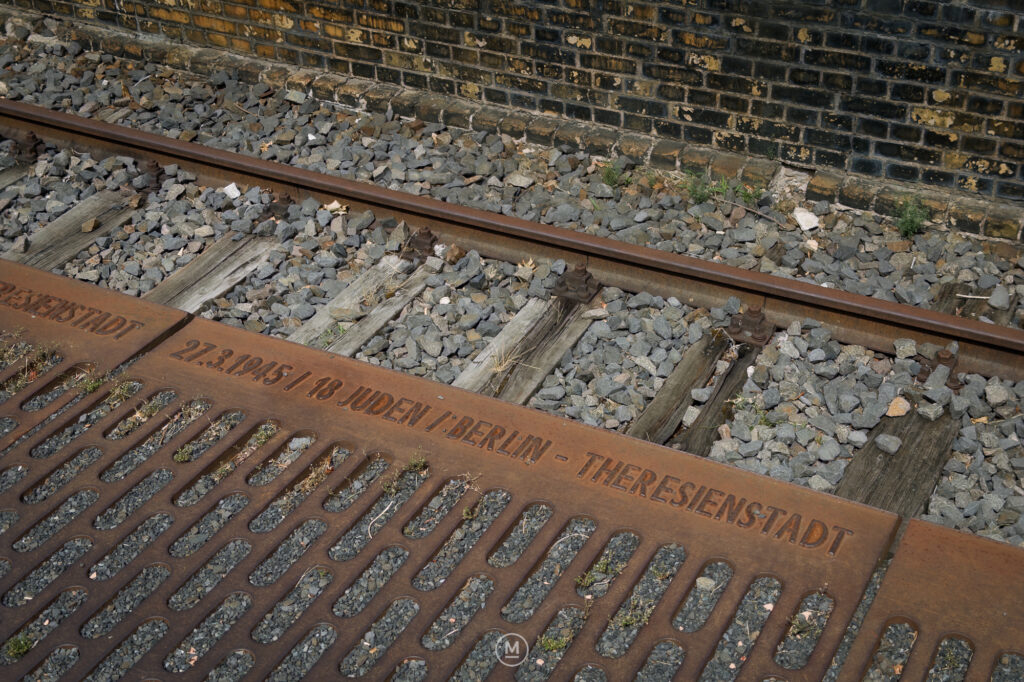 RESIENSTADT
27.3.1945 / 18 JUDEN / BERLIN - THERESIENSTADT
M